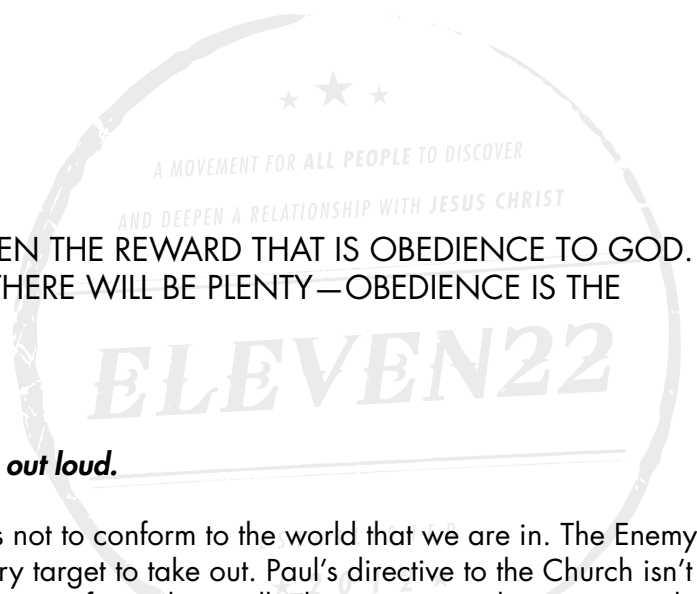 A MOVEMENT FOR ALL PEOPLE TO DISCOVER
AND DEEPEN A RELATIONSHIP WITH JESUS CHRIST
EN THE REWARD THAT IS OBEDIENCE TO GOD.
THERE WILL BE PLENTY—OBEDIENCE IS THE
ELEVEN22
out loud.
s not to conform to the world that we are in. The Enemy
ry target to take out. Paul's directive to the Church isn't
2012